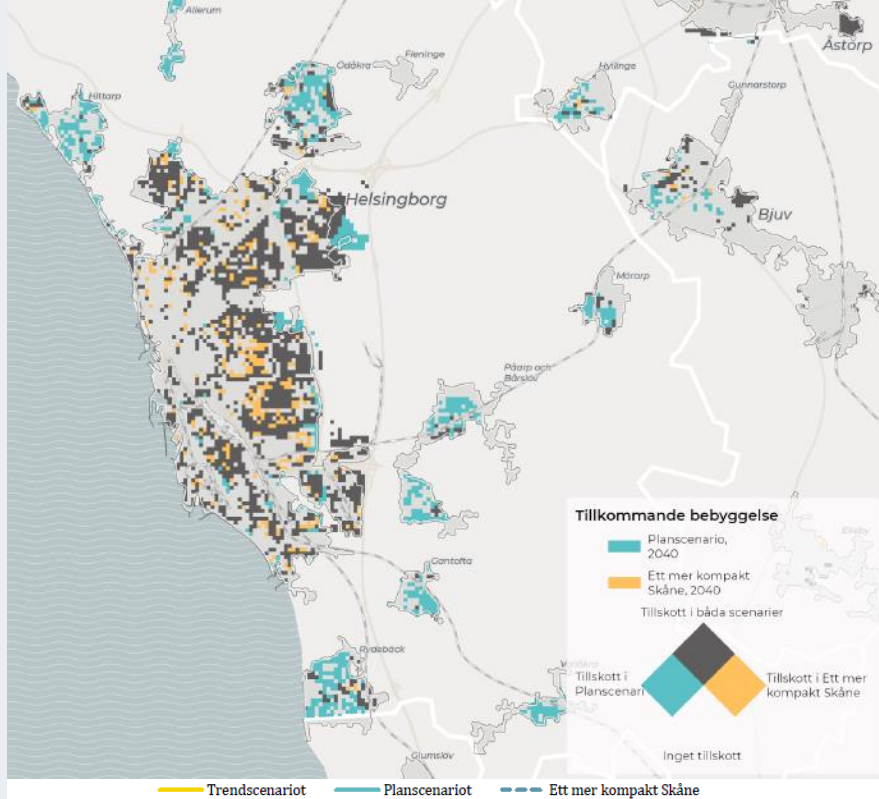 Allerum
Åstorp
Ödåkra
Fleninge
Hyllinge
Gunnarstorp
Hittarp
Helsingborg
Bjuv
Mörarp
Påarp och
Bårslöv
Tillkommande bebyggelse
Planscenario,
2040
Ekeby
Ett mer kompakt
Skåne, 2040
Gantofta
Tillskott i båda scenarier
Rydebäck
Tillskott i
Planscenari
Tillskott i Ett mer
kompakt Skåne
Inget tillskott
Glumslöv
Trendscenariot
Planscenariot
Ett mer kompakt Skåne